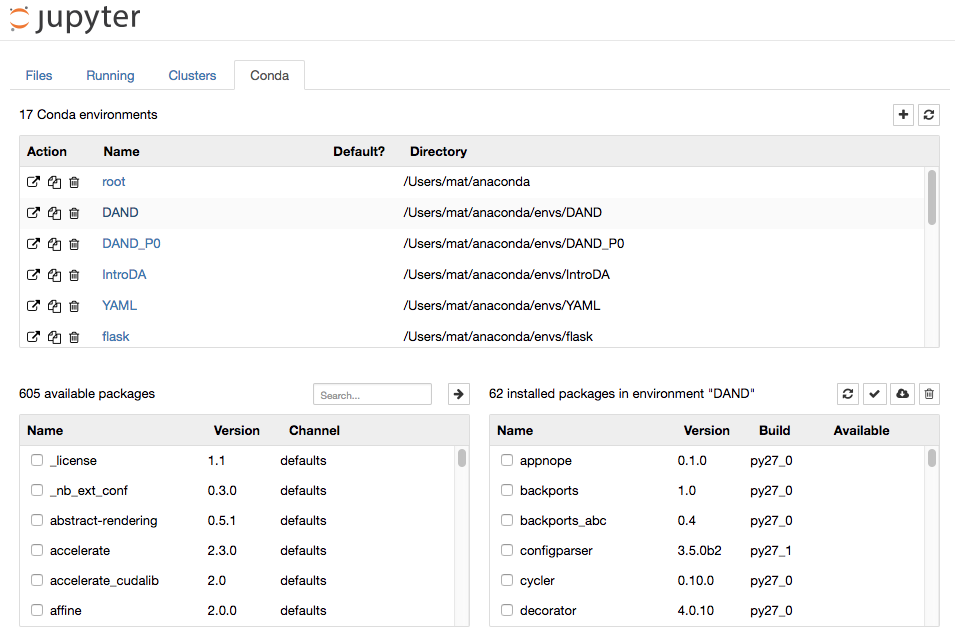 jupyter
Files Running Clusters Conda
17 Conda environments
Action Name Default? Directory
root /Users/mat/anaconda
DAND /Users/mat/anaconda/envs/DAND
DAND_P0 /Users/mat/anaconda/envs/DAND_P0
IntroDA /Users/mat/anaconda/envs/IntroDA
YAML /Users/mat/anaconda/envs/YAML
flask /Users/mat/anaconda/envs/flask
605 available packages Search...
Name Version Channel
_license 1.1 defaults
_nb_ext_conf 0.3.0 defaults
abstract-rendering 0.5.1 defaults
accelerate 2.3.0 defaults
accelerate_cudalib 2.0 defaults
affine 2.0.0 defaults
62 installed packages in environment "DAND"
Name Version Build Available
appnope 0.1.0 py27_0
backports 1.0 py27_0
backports_abc 0.4 py27_0
configparser 3.5.0b2 py27_1
cycler 0.10.0 py27_0
decorator 4.0.10 py27_0